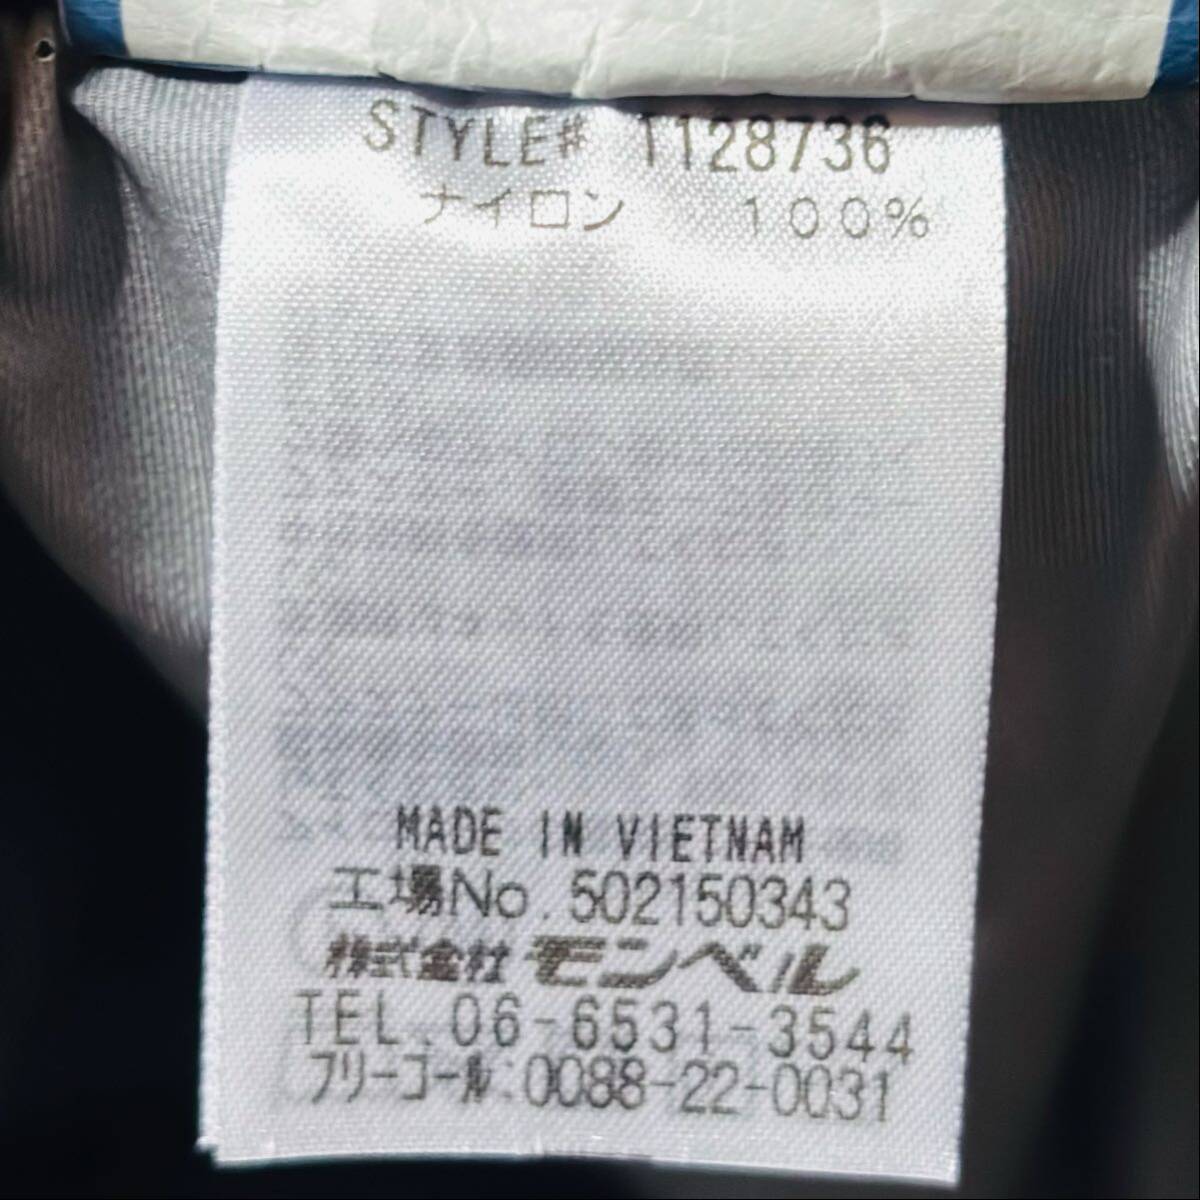 STYLE# 1128736
ナイロン 100%
MADE IN VIETNAM
工場No.502150343
株式会社 モンベル
TEL.06-6531-3544
フリーコール:0088-22-0031